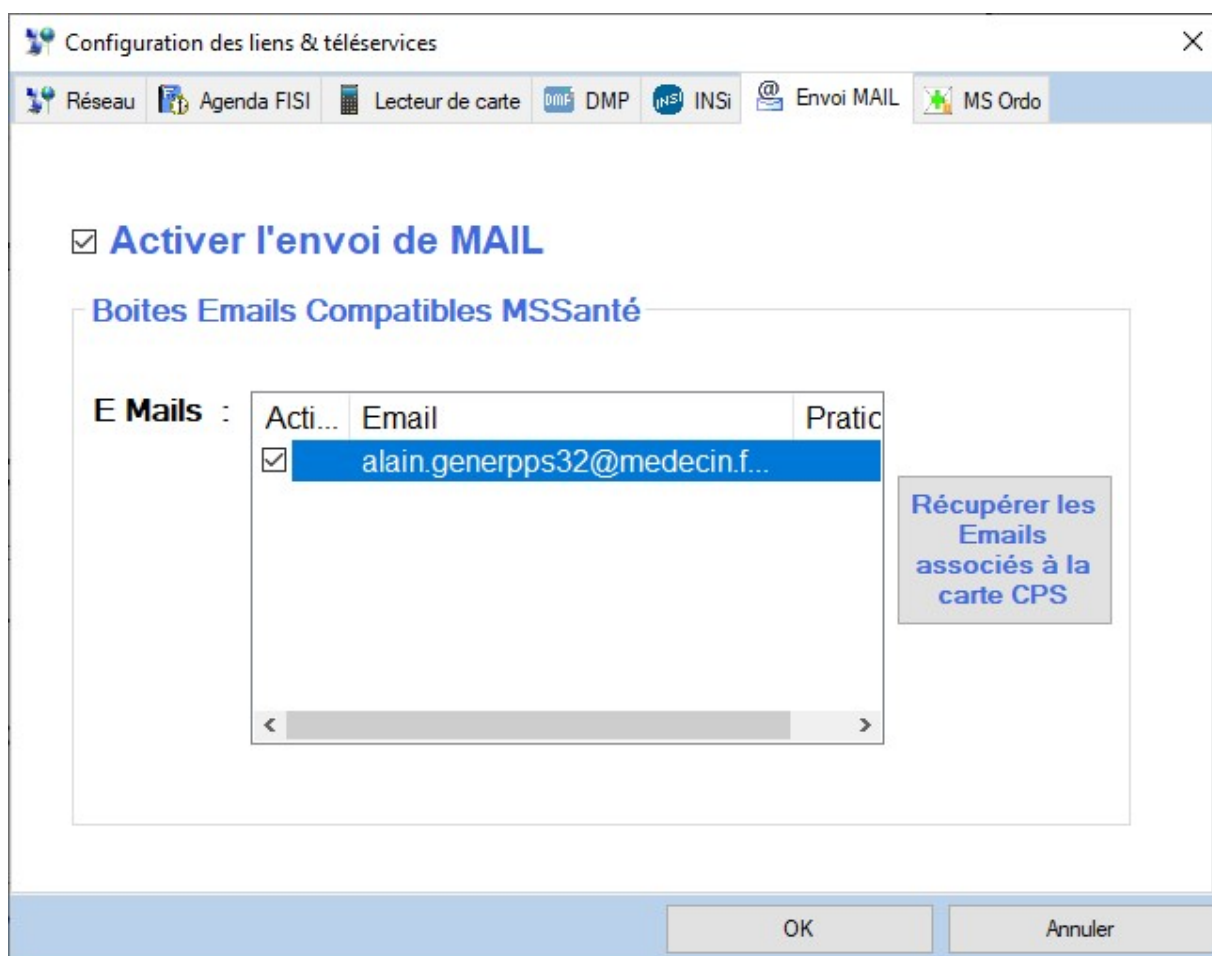 Configuration des liens & téléservices
Réseau Agenda FISI Lecteur de carte DMP DMP INSi INSi @ Envoi MAIL MS Ordo
Activer l'envoi de MAIL
Boites Emails Compatibles MSSanté
E Mails :
Acti... Email Pratic
alain.generpps32@medecin.f...
Récupérer les
Emails
associés à la
carte CPS
OK Annuler